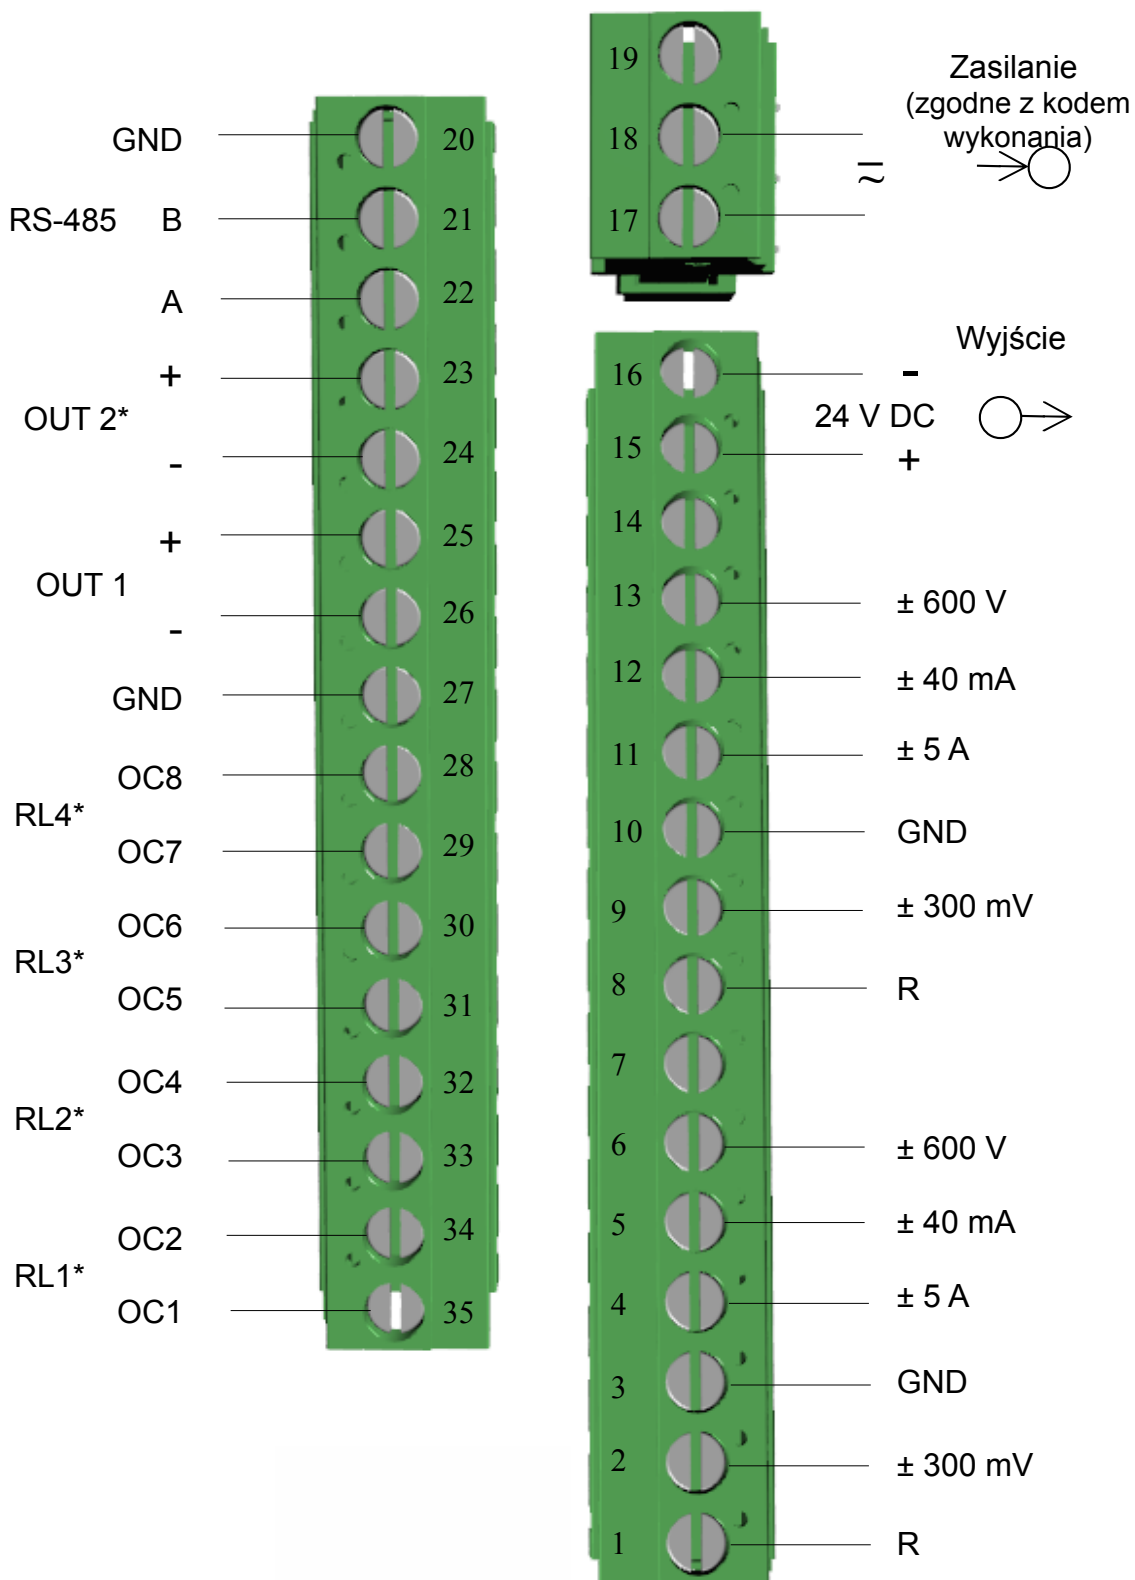 GND 20
RS-485 B 21
A 22
+ 23
OUT 2*
- 24
+ 25
OUT 1
- 26
GND 27
OC8 28
RL4*
OC7 29
OC6 30
RL3*
OC5 31
OC4 32
RL2*
OC3 33
OC2 34
RL1*
OC1 35
19
Zasilanie
(zgodne z kodem
wykonania)
18
17
Wyjście
16 -
24 V DC
15 +
14
13 ± 600 V
12 ± 40 mA
11 ± 5 A
10 GND
9 ± 300 mV
8 R
7
6 ± 600 V
5 ± 40 mA
4 ± 5 A
3 GND
2 ± 300 mV
1 R